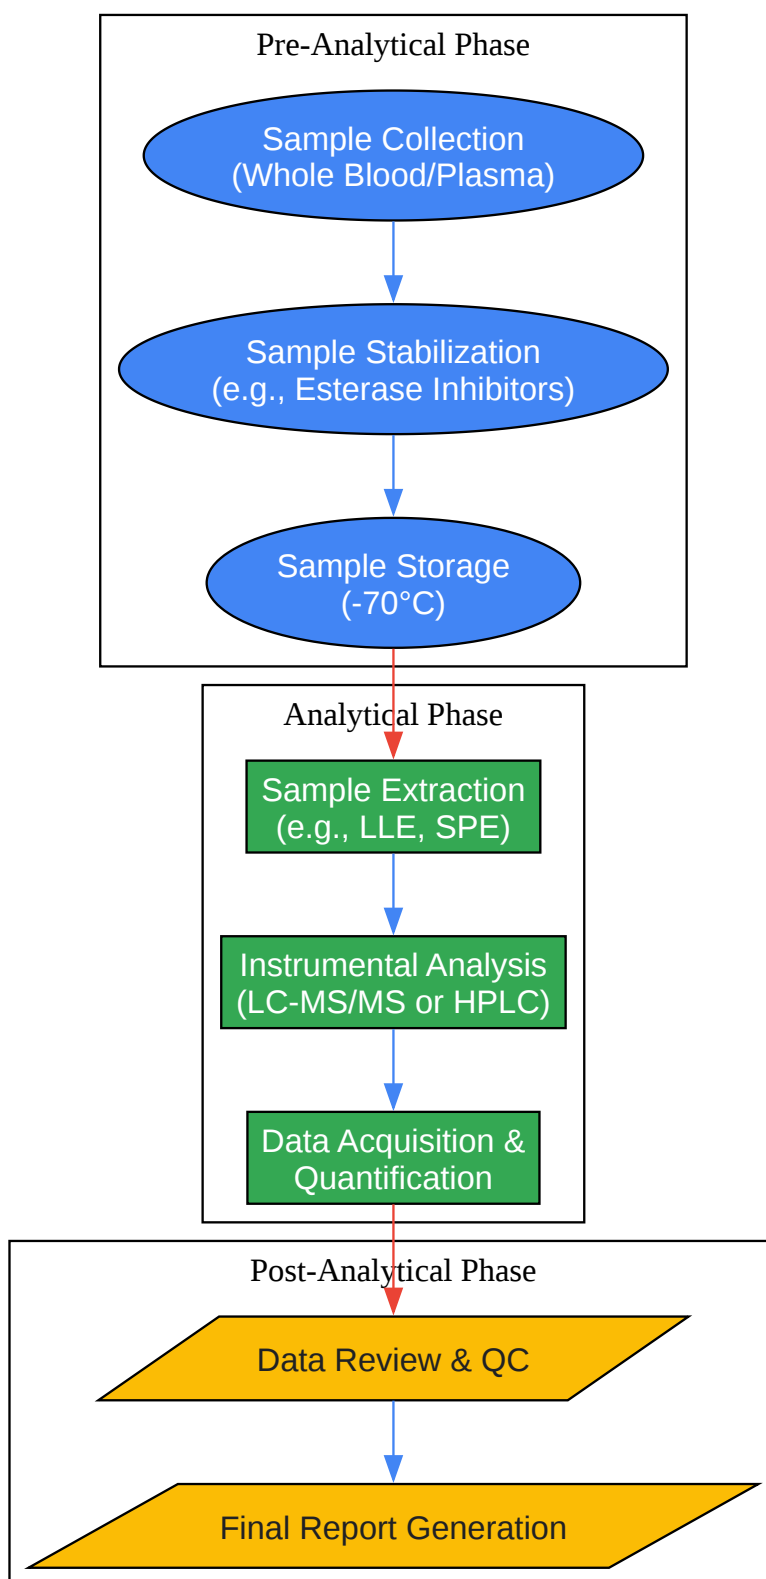 Pre-Analytical Phase
Sample Collection
(Whole Blood/Plasma)
Sample Stabilization
(e.g., Esterase Inhibitors)
Sample Storage
(-70°C)
Analytical Phase
Sample Extraction
(e.g., LLE, SPE)
Instrumental Analysis
(LC-MS/MS or HPLC)
Data Acquisition &
Quantification
Post-Analytical Phase
Data Review & QC
Final Report Generation